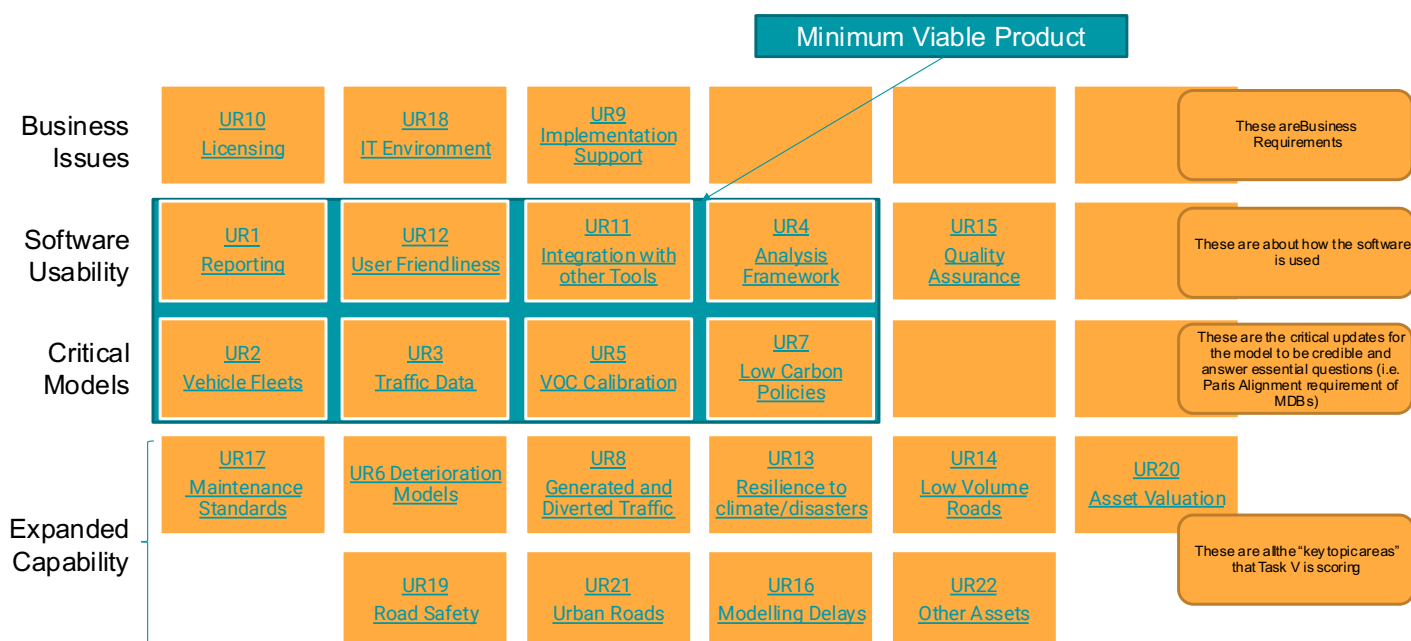 Minimum Viable Product
Business
Issues
UR10
Licensing
UR18
IT Environment
UR9
Implementation
Support
These areBusiness
Requirements
Software
Usability
UR1
Reporting
UR12
User Friendliness
UR11
Integration with
other Tools
UR4
Analysis
Framework
UR15
Quality
Assurance
These are about how the software
is used
Critical
Models
UR2
Vehicle Fleets
UR3
Traffic Data
UR5
VOC Calibration
UR7
Low Carbon
Policies
These are the critical updates for
the model to be credible and
answer essential questions (i.e.
Paris Alignment requirement of
MDBs)
Expanded
Capability
UR17
Maintenance
Standards
UR6 Deterioration
Models
UR8
Generated and
Diverted Traffic
UR13
Resilience to
climate/disasters
UR14
Low Volume
Roads
UR20
Asset Valuation
These are allthe “key topic areas”
that Task V is scoring
UR19
Road Safety
UR21
Urban Roads
UR16
Modelling Delays
UR22
Other Assets